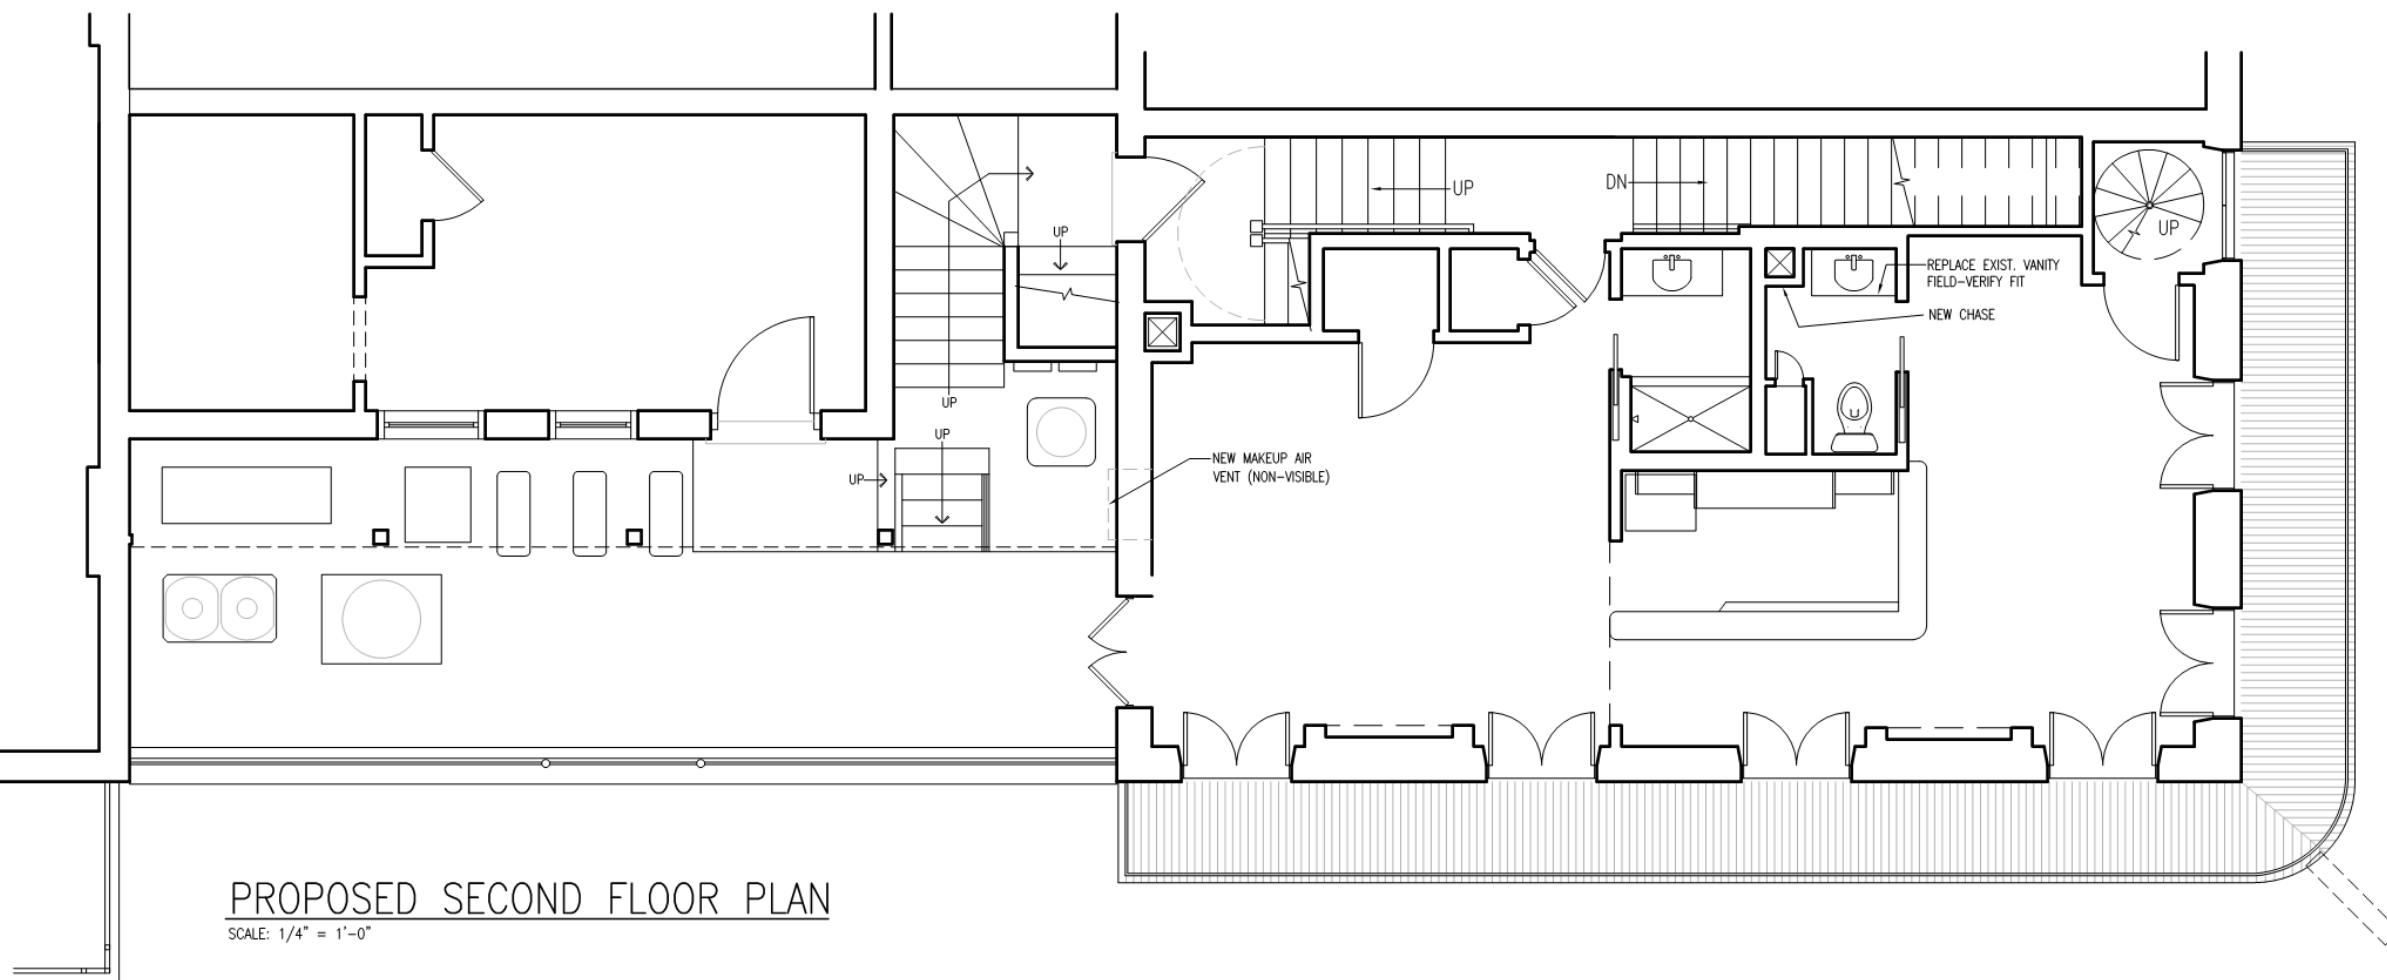 UP
DN
UP
UP
UP
REPLACE EXIST. VANITY
FIELD-VERIFY FIT
NEW CHASE
UP
UP
UP
NEW MAKEUP AIR
VENT (NON-VISIBLE)
PROPOSED SECOND FLOOR PLAN
SCALE: 1/4" = 1'-0"